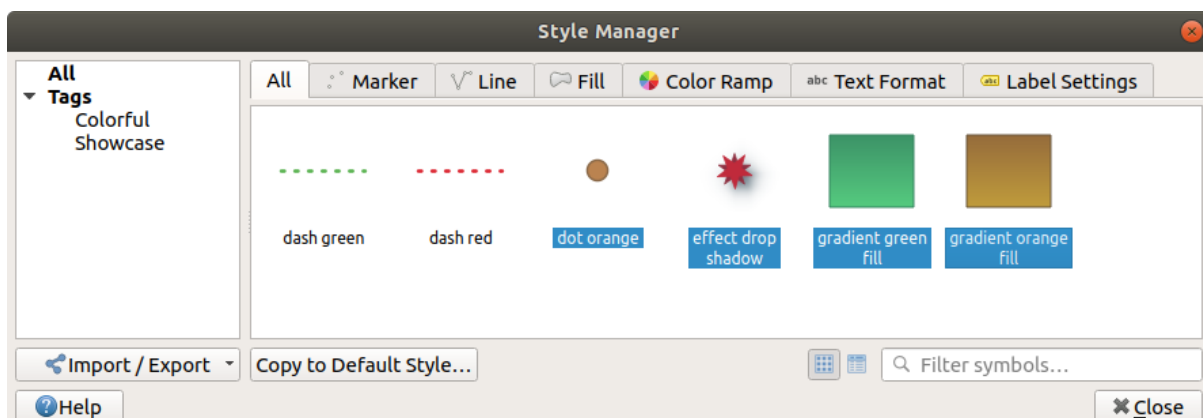 Style Manager
All
Tags
Colorful
Showcase
All
Marker
Line
Fill
Color Ramp
abc Text Format
abc Label Settings
dash green
dash red
dot orange
effect drop
shadow
gradient green
fill
gradient orange
fill
Import / Export
Copy to Default Style...
Filter symbols...
?Help
Close